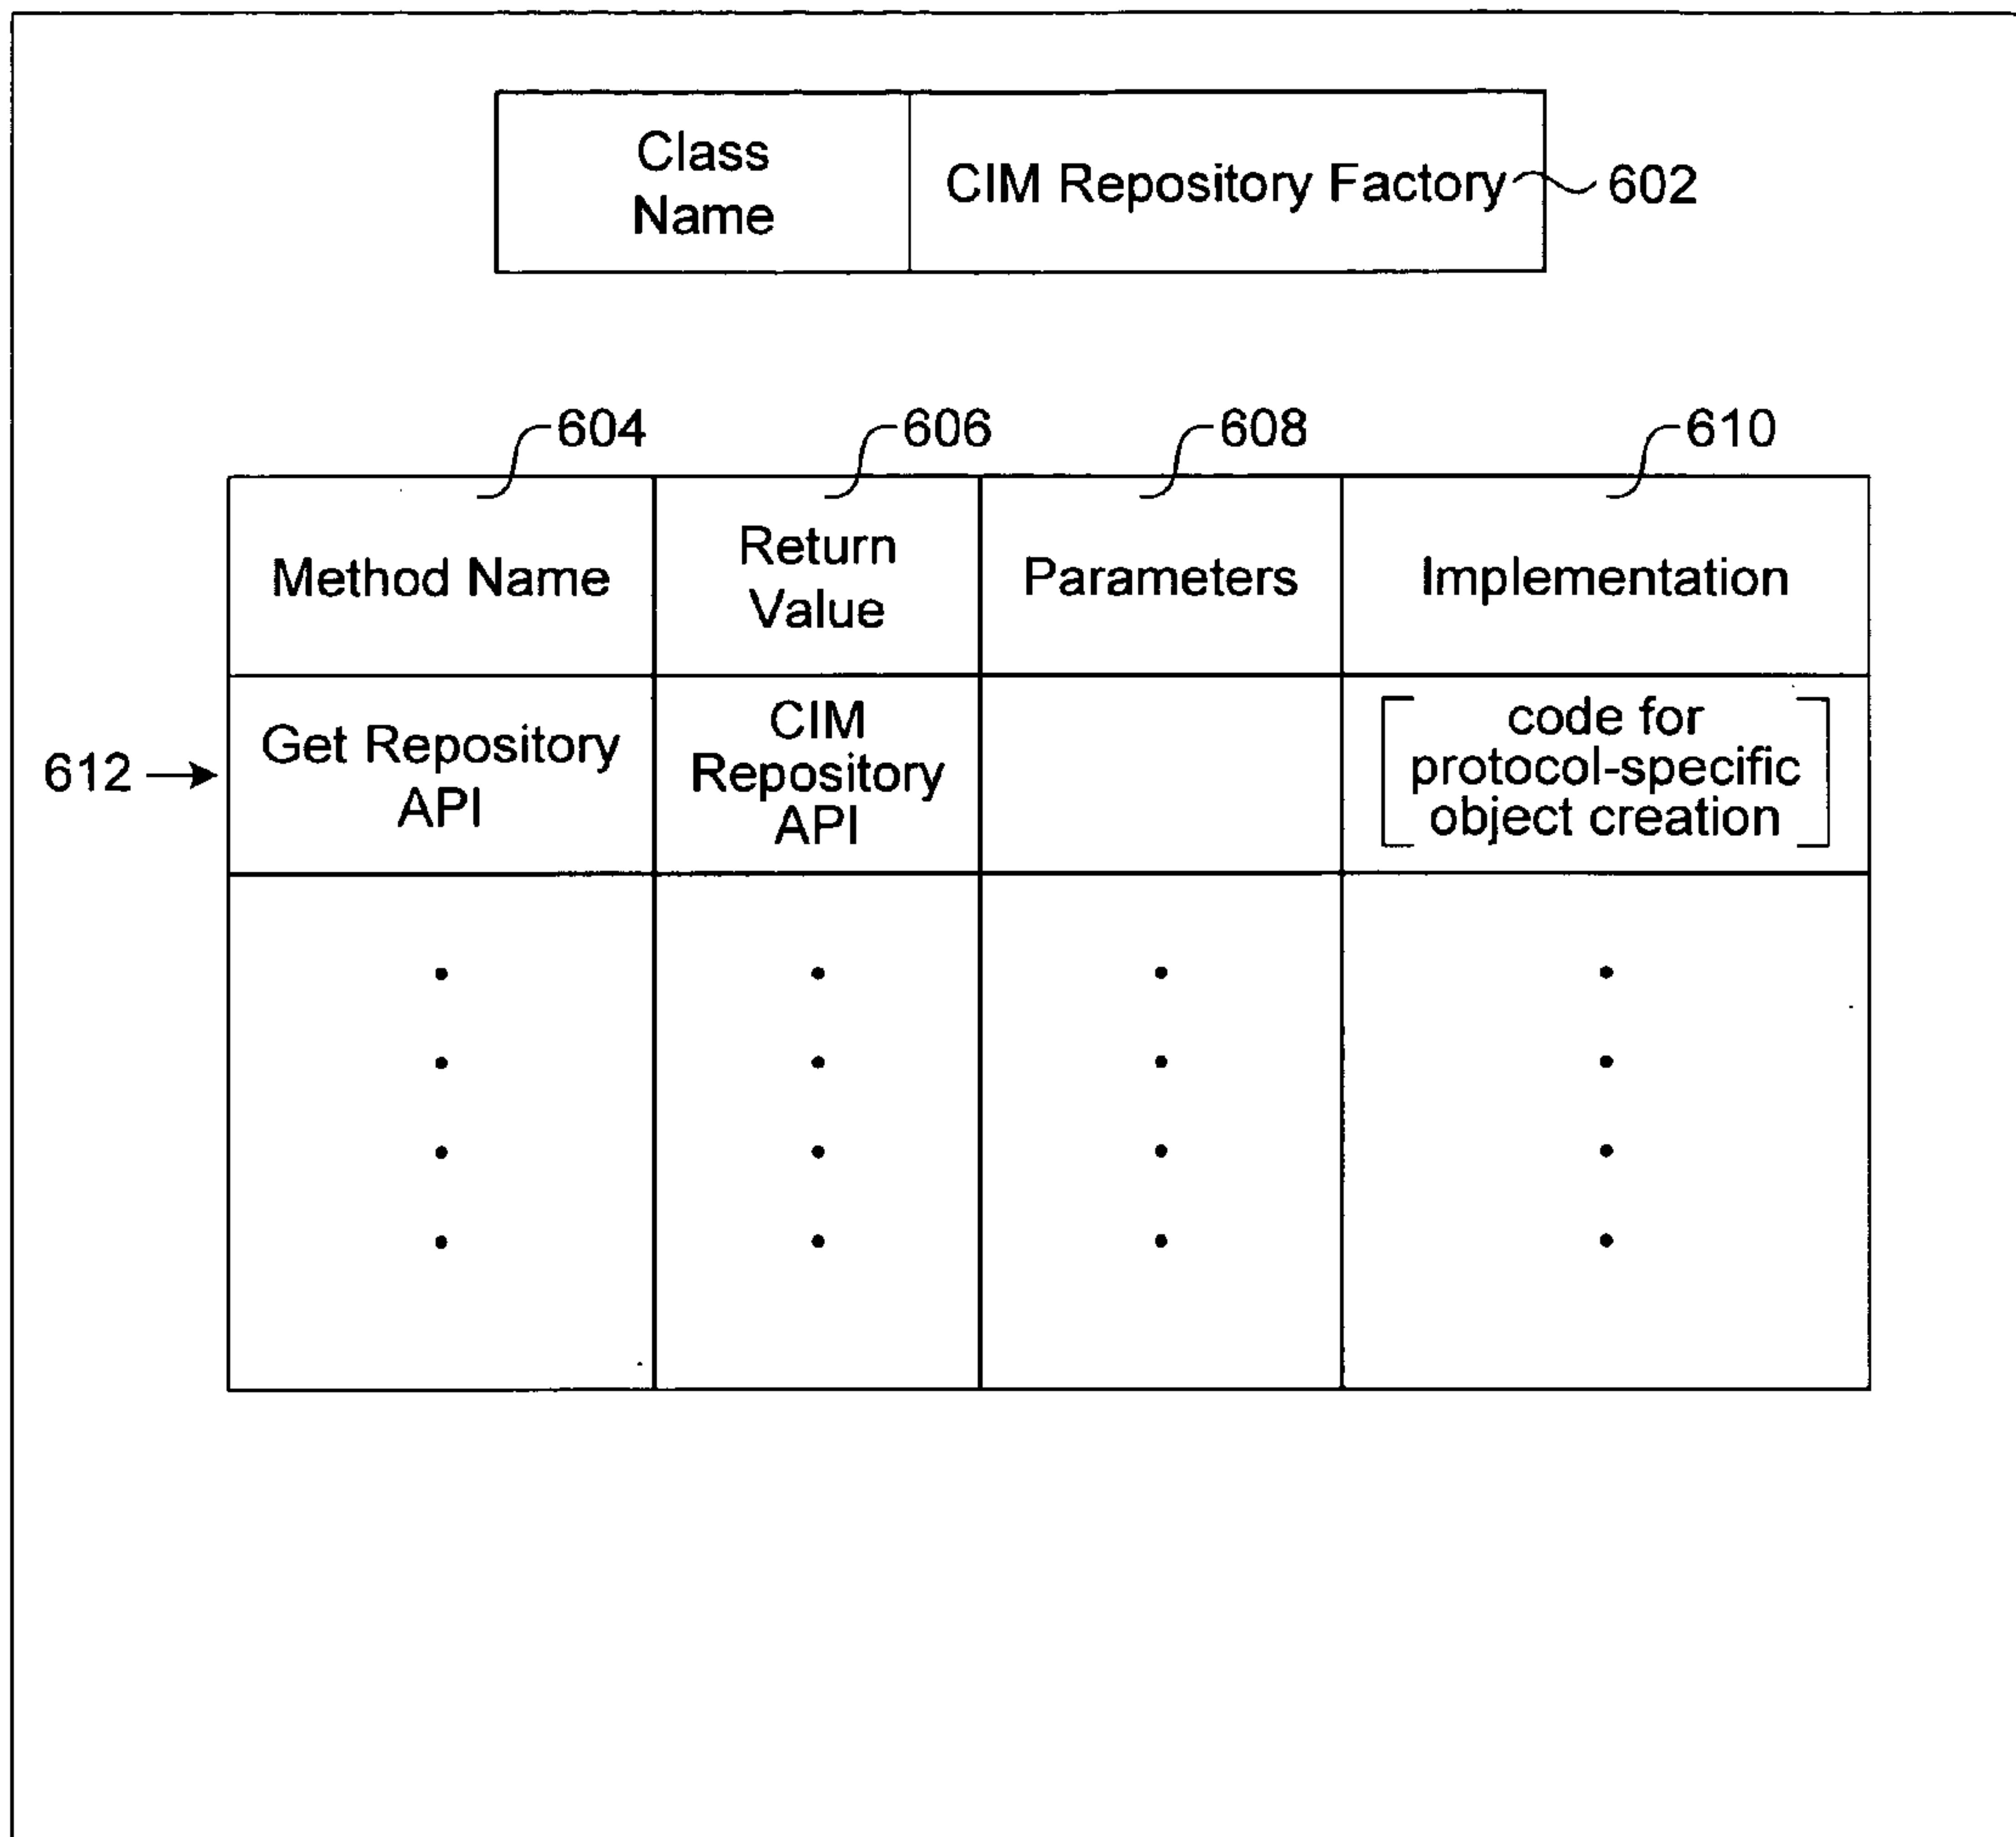 Class
Name
CIM Repository Factory
602
604
606
608
610
Method Name
Return
Value
Parameters
Implementation
612
Get Repository
API
CIM
Repository
API
code for
protocol-specific
object creation